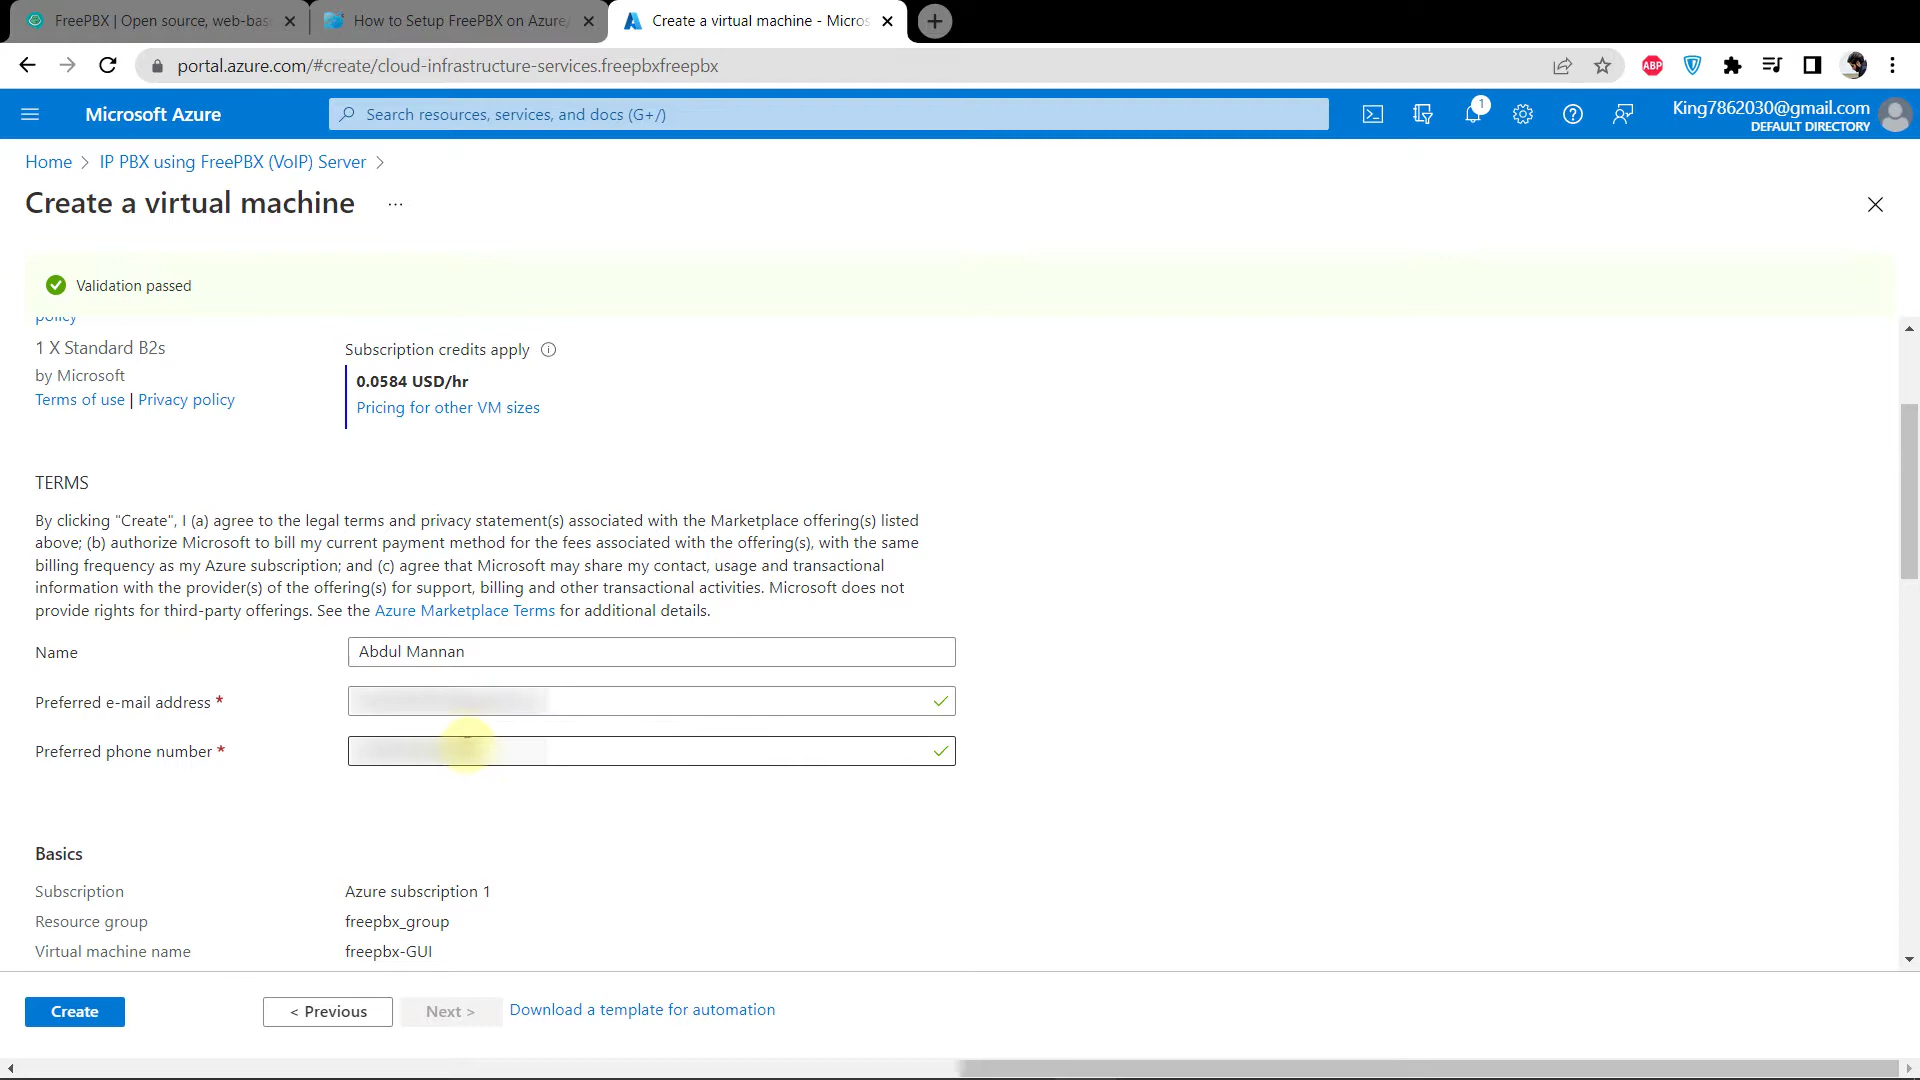 FreePBX | Open source, web-bas
How to Setup FreePBX on Azure/
Create a virtual machine - Micros
portal.azure.com/#create/cloud-infrastructure-services.freepbxfreepbx
ABP
Microsoft Azure
Search resources, services, and docs (G+/)
1
King7862030@gmail.com
DEFAULT DIRECTORY
Home > IP PBX using FreePBX (VoIP) Server >
Create a virtual machine ...
Validation passed
policy
1 X Standard B2s
by Microsoft
Terms of use | Privacy policy
Subscription credits apply
0.0584 USD/hr
Pricing for other VM sizes
TERMS
By clicking "Create", I (a) agree to the legal terms and privacy statement(s) associated with the Marketplace offering(s) listed
above; (b) authorize Microsoft to bill my current payment method for the fees associated with the offering(s), with the same
billing frequency as my Azure subscription; and (c) agree that Microsoft may share my contact, usage and transactional
information with the provider(s) of the offering(s) for support, billing and other transactional activities. Microsoft does not
provide rights for third-party offerings. See the Azure Marketplace Terms for additional details.
Name Abdul Mannan
Preferred e-mail address *
Preferred phone number *
Basics
Subscription Azure subscription 1
Resource group freepbx_group
Virtual machine name freepbx-GUI
Create < Previous Next > Download a template for automation